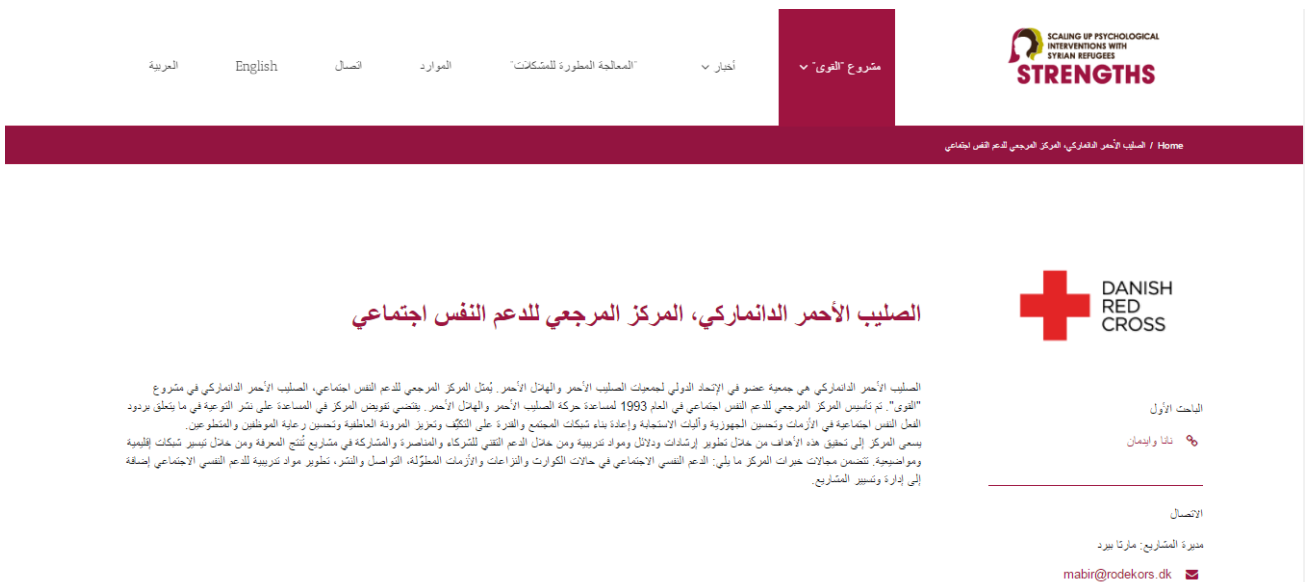 SCALING UP PSYCHOLOGICAL
INTERVENTIONS WITH
SYRIAN REFUGEES
STRENGTHS
مشروع "القوى"
أخبار
"المعالجة المطورة للمشكلات"
الموارد
اتصال
English
العربية
Home / الصليب الأحمر الدانماركي، المركز المرجعي للدعم النفس اجتماعي
DANISH
RED
CROSS
الباحث الأول
نانا وايدمان
الاتصال
مديرة المشاريع: مارتا بيرد
mabir@rodekors.dk
الصليب الأحمر الدانماركي، المركز المرجعي للدعم النفس اجتماعي
الصليب الأحمر الدانماركي هي جمعية عضو في الإتحاد الدولي لجمعيات الصليب الأحمر والهلال الأحمر. يُمثل المركز المرجعي للدعم النفس اجتماعي، الصليب الأحمر الدانماركي في مشروع
"القوى". تم تأسيس المركز المرجعي للدعم النفس اجتماعي في العام 1993 لمساعدة حركة الصليب الأحمر والهلال الأحمر. يقتضي تفويض المركز في المساعدة على نشر التوعية في ما يتعلق بردود
الفعل النفس اجتماعية في الأزمات وتحسين الجهوزية وآليات الاستجابة وإعادة بناء شبكات المجتمع والقدرة على التكيّف وتعزيز المرونة العاطفية وتحسين رعاية الموظفين والمتطوعين.
يسعى المركز إلى تحقيق هذه الأهداف من خلال تطوير إرشادات ودلائل ومواد تدريبية ومن خلال الدعم التقني للشركاء والمناصرة والمشاركة في مشاريع تُنتج المعرفة ومن خلال تيسير شبكات إقليمية
ومواضيعية. تتضمن مجالات خبرات المركز ما يلي: الدعم النفسي الاجتماعي في حالات الكوارث والنزاعات والأزمات المطوّلة، التواصل والنشر، تطوير مواد تدريبية للدعم النفسي الاجتماعي إضافة
إلى إدارة وتسيير المشاريع.